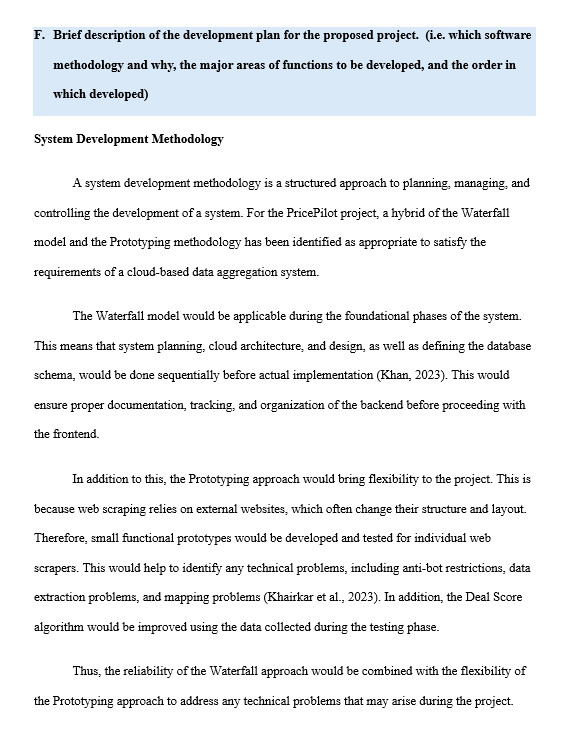 F. Brief description of the development plan for the proposed project. (i.e. which software
methodology and why, the major areas of functions to be developed, and the order in
which developed)
System Development Methodology
A system development methodology is a structured approach to planning, managing, and
controlling the development of a system. For the PricePilot project, a hybrid of the Waterfall
model and the Prototyping methodology has been identified as appropriate to satisfy the
requirements of a cloud-based data aggregation system.
The Waterfall model would be applicable during the foundational phases of the system.
This means that system planning, cloud architecture, and design, as well as defining the database
schema, would be done sequentially before actual implementation (Khan, 2023). This would
ensure proper documentation, tracking, and organization of the backend before proceeding with
the frontend.
In addition to this, the Prototyping approach would bring flexibility to the project. This is
because web scraping relies on external websites, which often change their structure and layout.
Therefore, small functional prototypes would be developed and tested for individual web
scrapers. This would help to identify any technical problems, including anti-bot restrictions, data
extraction problems, and mapping problems (Khairkar et al., 2023). In addition, the Deal Score
algorithm would be improved using the data collected during the testing phase.
Thus, the reliability of the Waterfall approach would be combined with the flexibility of
the Prototyping approach to address any technical problems that may arise during the project.